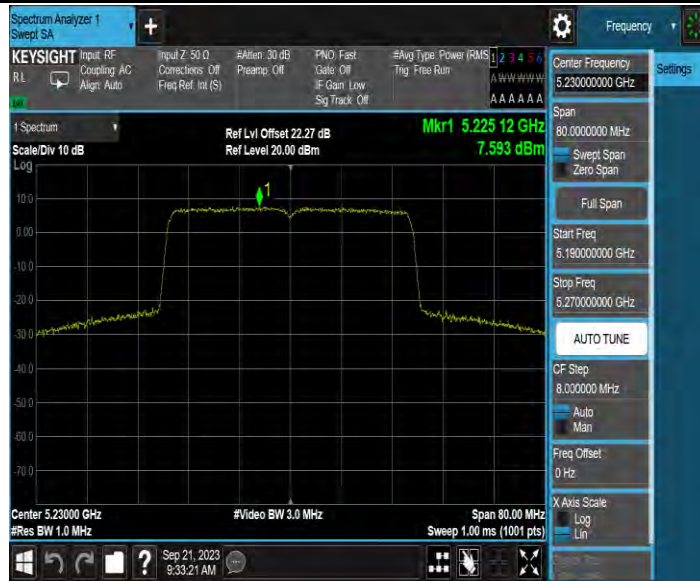 Spectrum Analyzer 1
Swept SA
+
Frequency
KEYSIGHT
RL
Input: RF
Coupling: AC
Align: Auto
Input Z: 50 Ω
Corrections: Off
Freq Ref: Int (S)
#Atten: 30 dB
Preamp: Off
PNO: Fast
Gate: Off
IF Gain: Low
Sig Track: Off
#Avg Type: Power (RMS
Trig: Free Run
1 2 3 4 5 6
A W W W W W
A A A A A A
1 Spectrum
Scale/Div 10 dB
Log
Ref Lvl Offset 22.27 dB
Ref Level 20.00 dBm
Mkr1 5.225 12 GHz
7.593 dBm
1
10.0
0.00
-10.0
-20.0
-30.0
-40.0
-50.0
-60.0
-70.0
Center 5.23000 GHz
#Res BW 1.0 MHz
#Video BW 3.0 MHz
Span 80.00 MHz
Sweep 1.00 ms (1001 pts)
?
Sep 21, 2023
9:33:21 AM
Center Frequency
5.230000000 GHz
Settings
Span
80.0000000 MHz
Swept Span
Zero Span
Full Span
Start Freq
5.190000000 GHz
Stop Freq
5.270000000 GHz
AUTO TUNE
CF Step
8.000000 MHz
Auto
Man
Freq Offset
0 Hz
X Axis Scale
Log
Lin